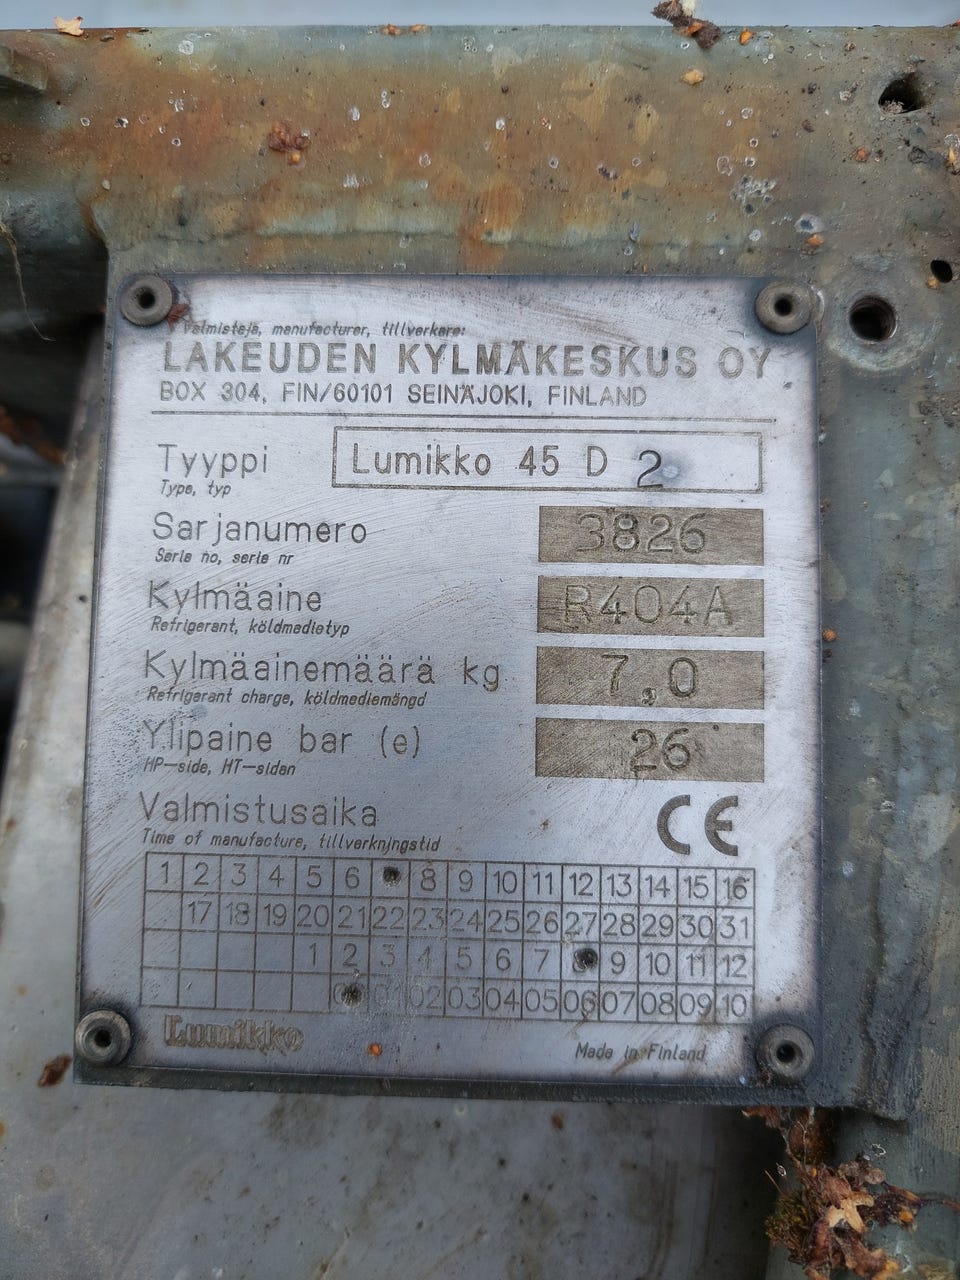 Valmistaja, manufacturer, tillverkare:
LAKEUDEN KYLMÄKESKUS OY
BOX 304, FIN/60101 SEINÄJOKI, FINLAND
Tyyppi Lumikko 45 D 2
Type, typ
Sarjanumero 3826
Serie no, serie nr
Kylmäaine R404A
Refrigerant, köldmedietyp
Kylmäainemäärä kg 7,0
Refrigerant charge, köldmediemängd
Ylipaine bar (e) 26
HP-side, HT-sidan
Valmistusaika CE
Time of manufacture, tillverkningstid
1 2 3 4 5 6 8 9 10 11 12 13 14 15 16
17 18 19 20 21 22 23 24 25 26 27 28 29 30 31
1 2 3 4 5 6 7 8 9 10 11 12
01 02 03 04 05 06 07 08 09 10
Lumikko Made in Finland